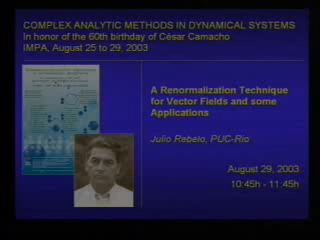 COMPLEX ANALYTIC METHODS IN DYNAMICAL SYSTEMS
In honor of the 60th birthday of César Camacho
IMPA, August 25 to 29, 2003
A Renormalization Technique
for Vector Fields and some
Applications
Julio Rebelo, PUC-Rio
August 29, 2003
10:45h - 11:45h